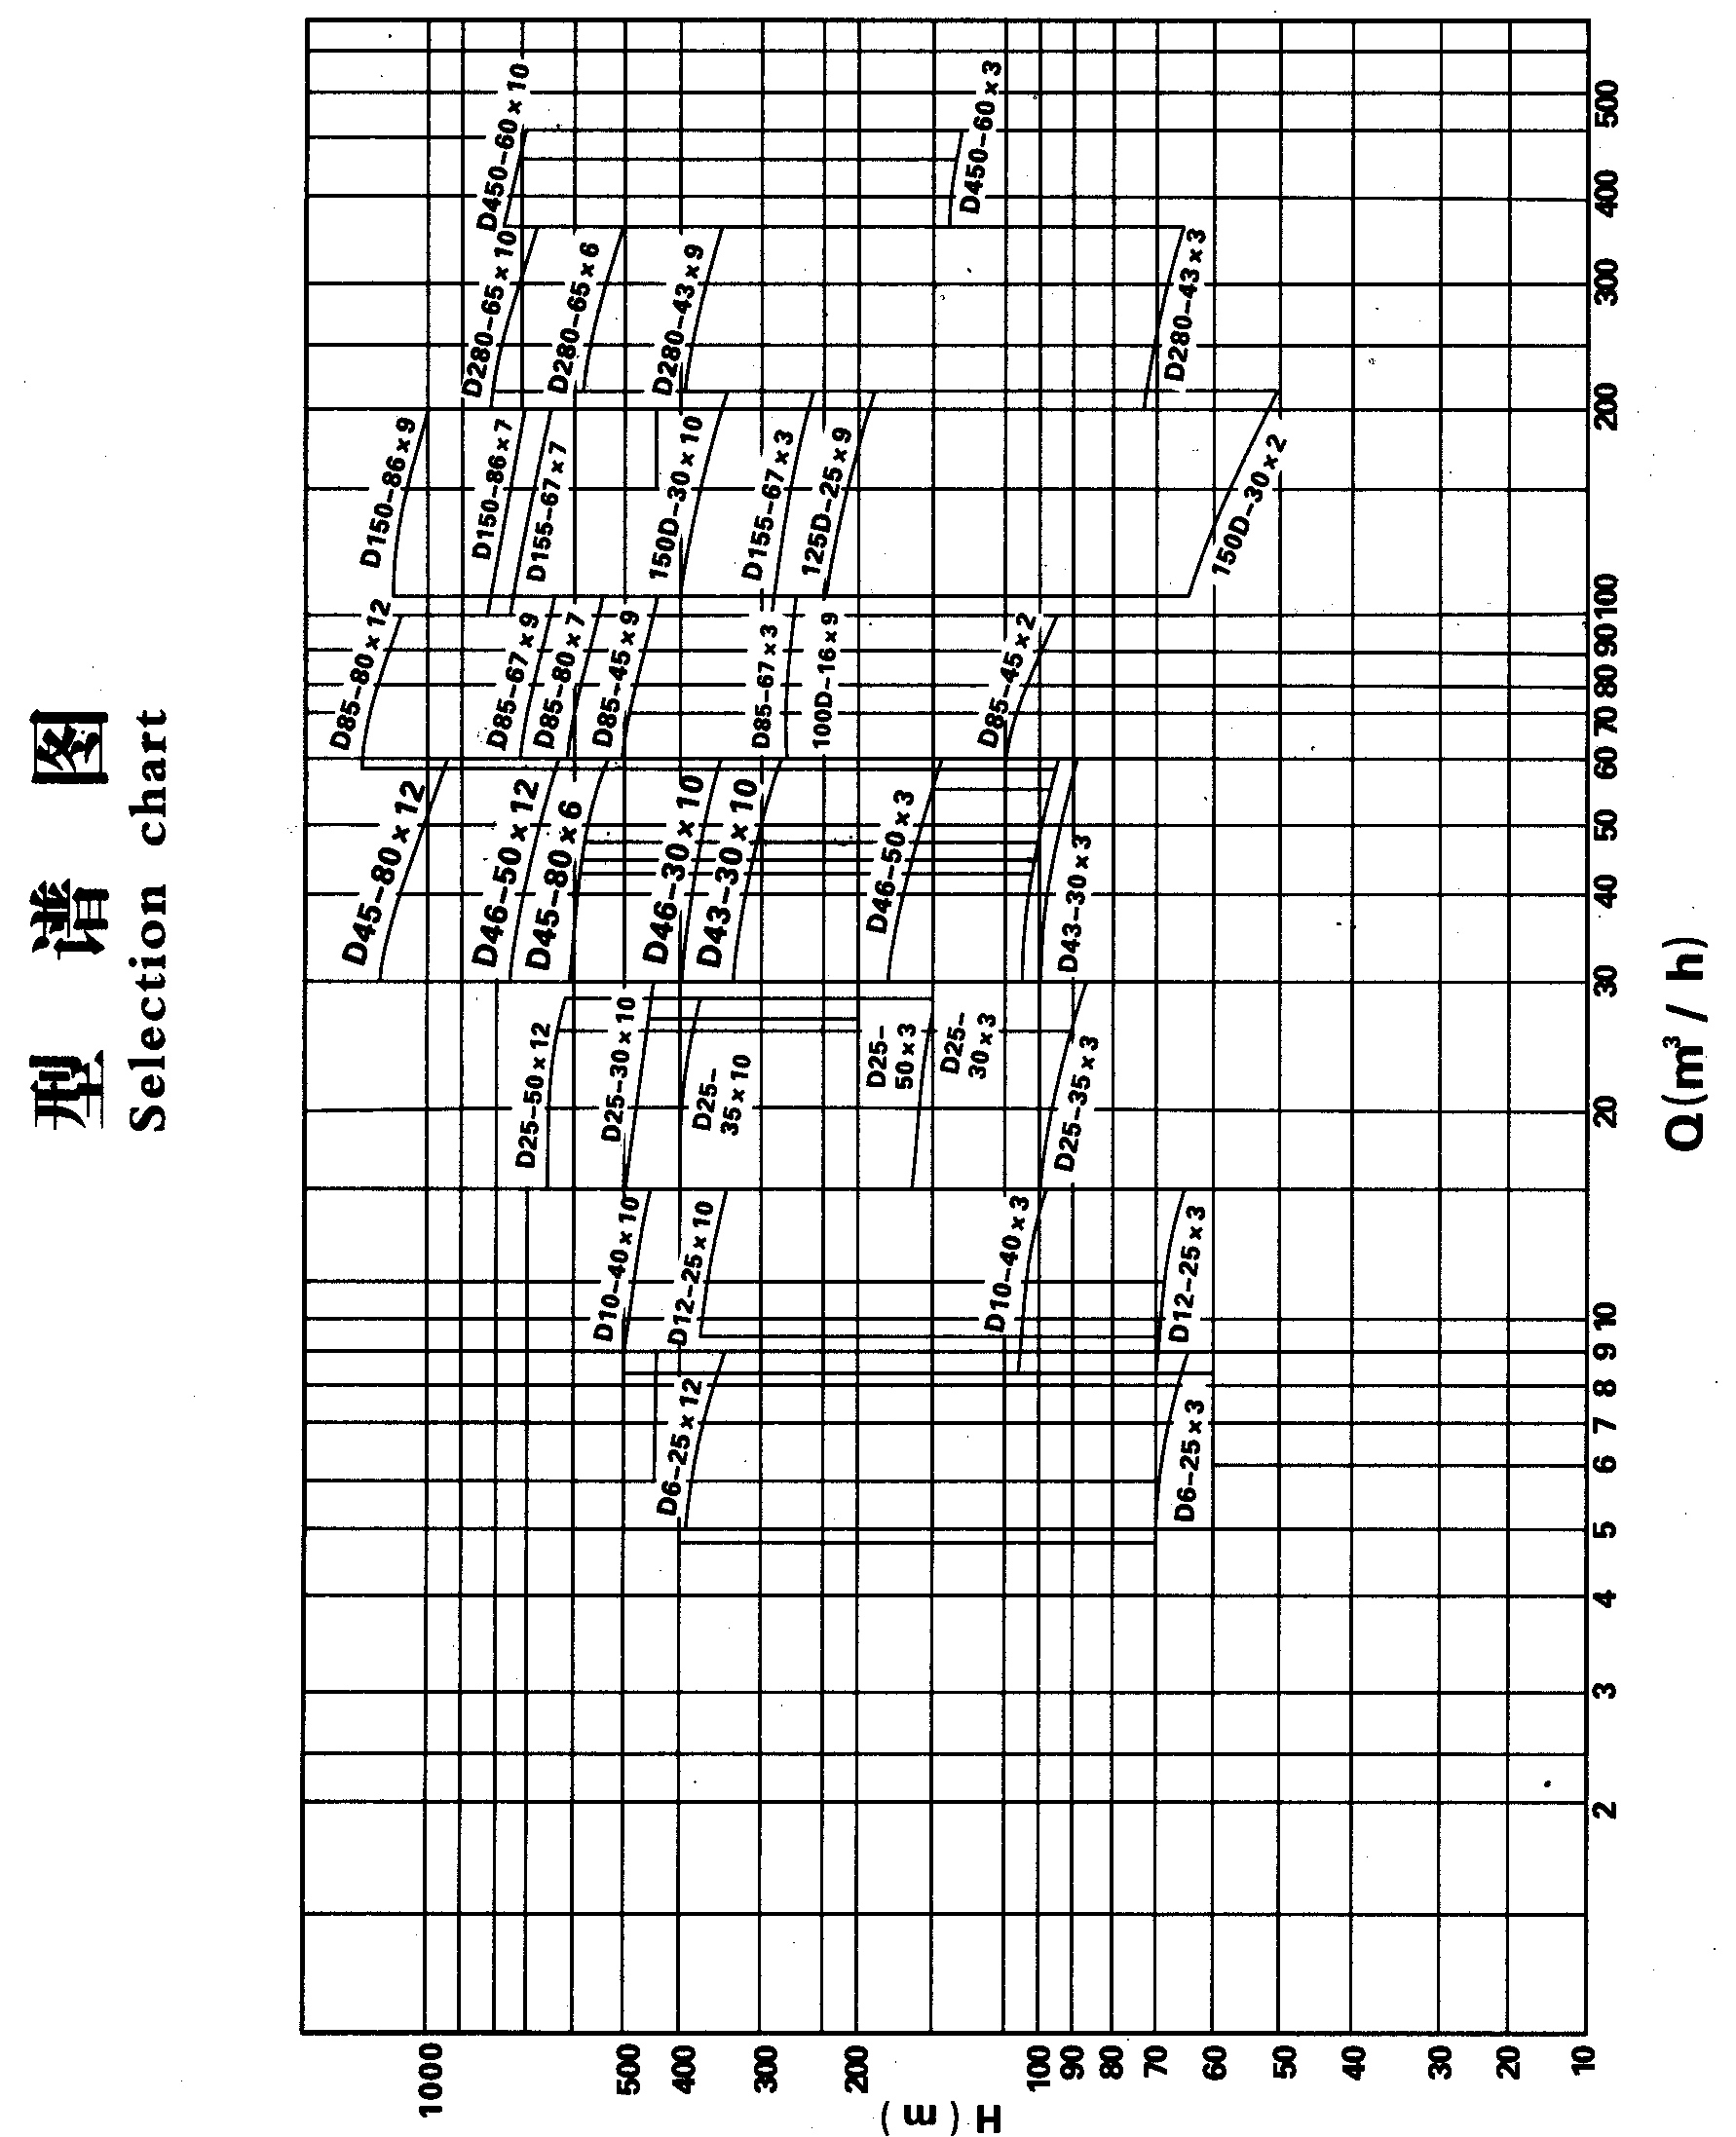 型谱图
Selection chart
D450-60×10
D450-60×3
D280-65×10
D280-65×6
D280-43×9
D280-43×3
D150-86×9
D150-86×7
D155-67×7
150D-30×10
D155-67×3
125D-25×9
150D-30×2
D85-80×12
D85-67×9
D85-80×7
D85-45×9
D85-67×3
100D-16×9
D85-45×2
D45-80×12
D46-50×12
D45-80×6
D46-30×10
D43-30×10
D46-50×3
D43-30×3
D25-50×12
D25-30×10
D25-
35×10
D25-
50×3
D25-
30×3
D25-35×3
D10-40×10
D12-25×10
D10-40×3
D12-25×3
D6-25×12
D6-25×3
H(m)
1000
500
400
300
200
100
90
80
70
60
50
40
30
20
10
2
3
4
5
6
7
8
9
10
20
30
40
50
60
70
80
90
100
200
300
400
500
Q(m³/h)